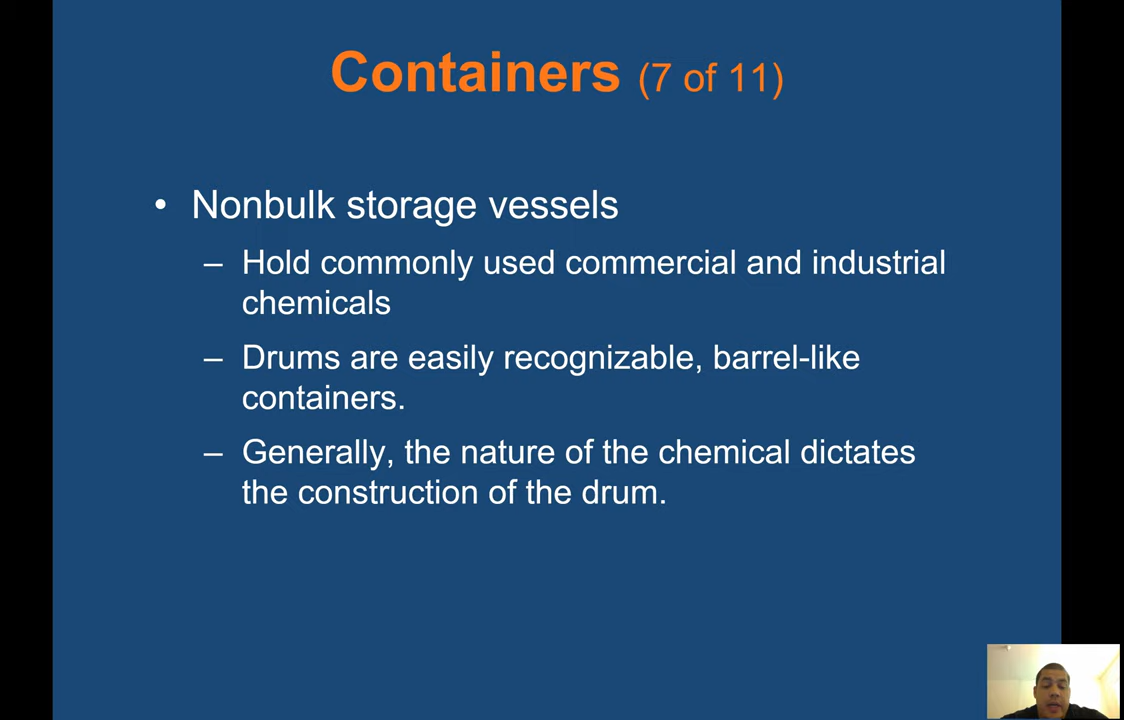 Containers (7 of 11)
• Nonbulk storage vessels
– Hold commonly used commercial and industrial
chemicals
– Drums are easily recognizable, barrel-like
containers.
– Generally, the nature of the chemical dictates
the construction of the drum.